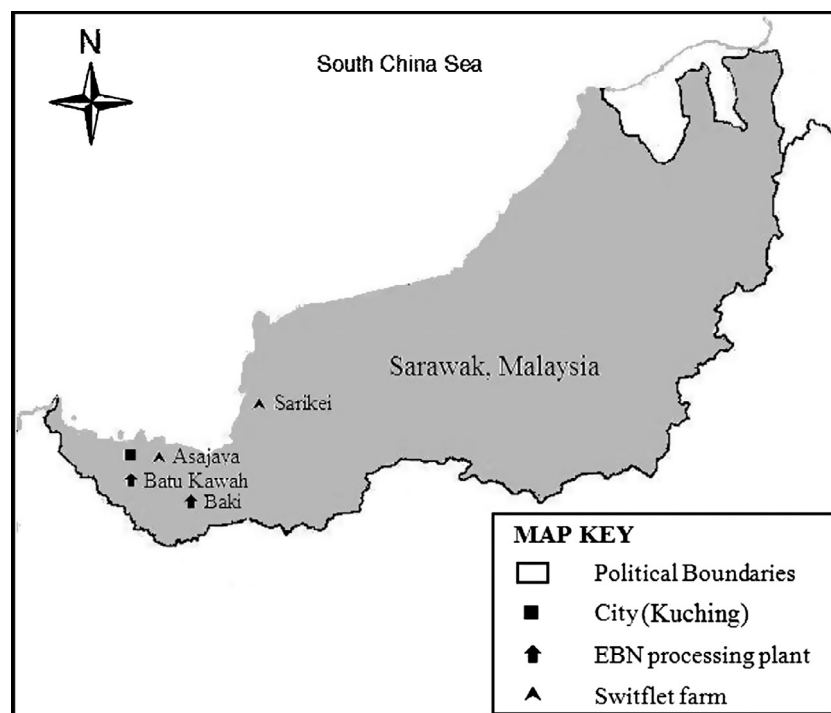 N
South China Sea
Sarawak, Malaysia
Sarikei
Asajaya
Batu Kawah
Baki
MAP KEY
Political Boundaries
City (Kuching)
EBN processing plant
Switflet farm